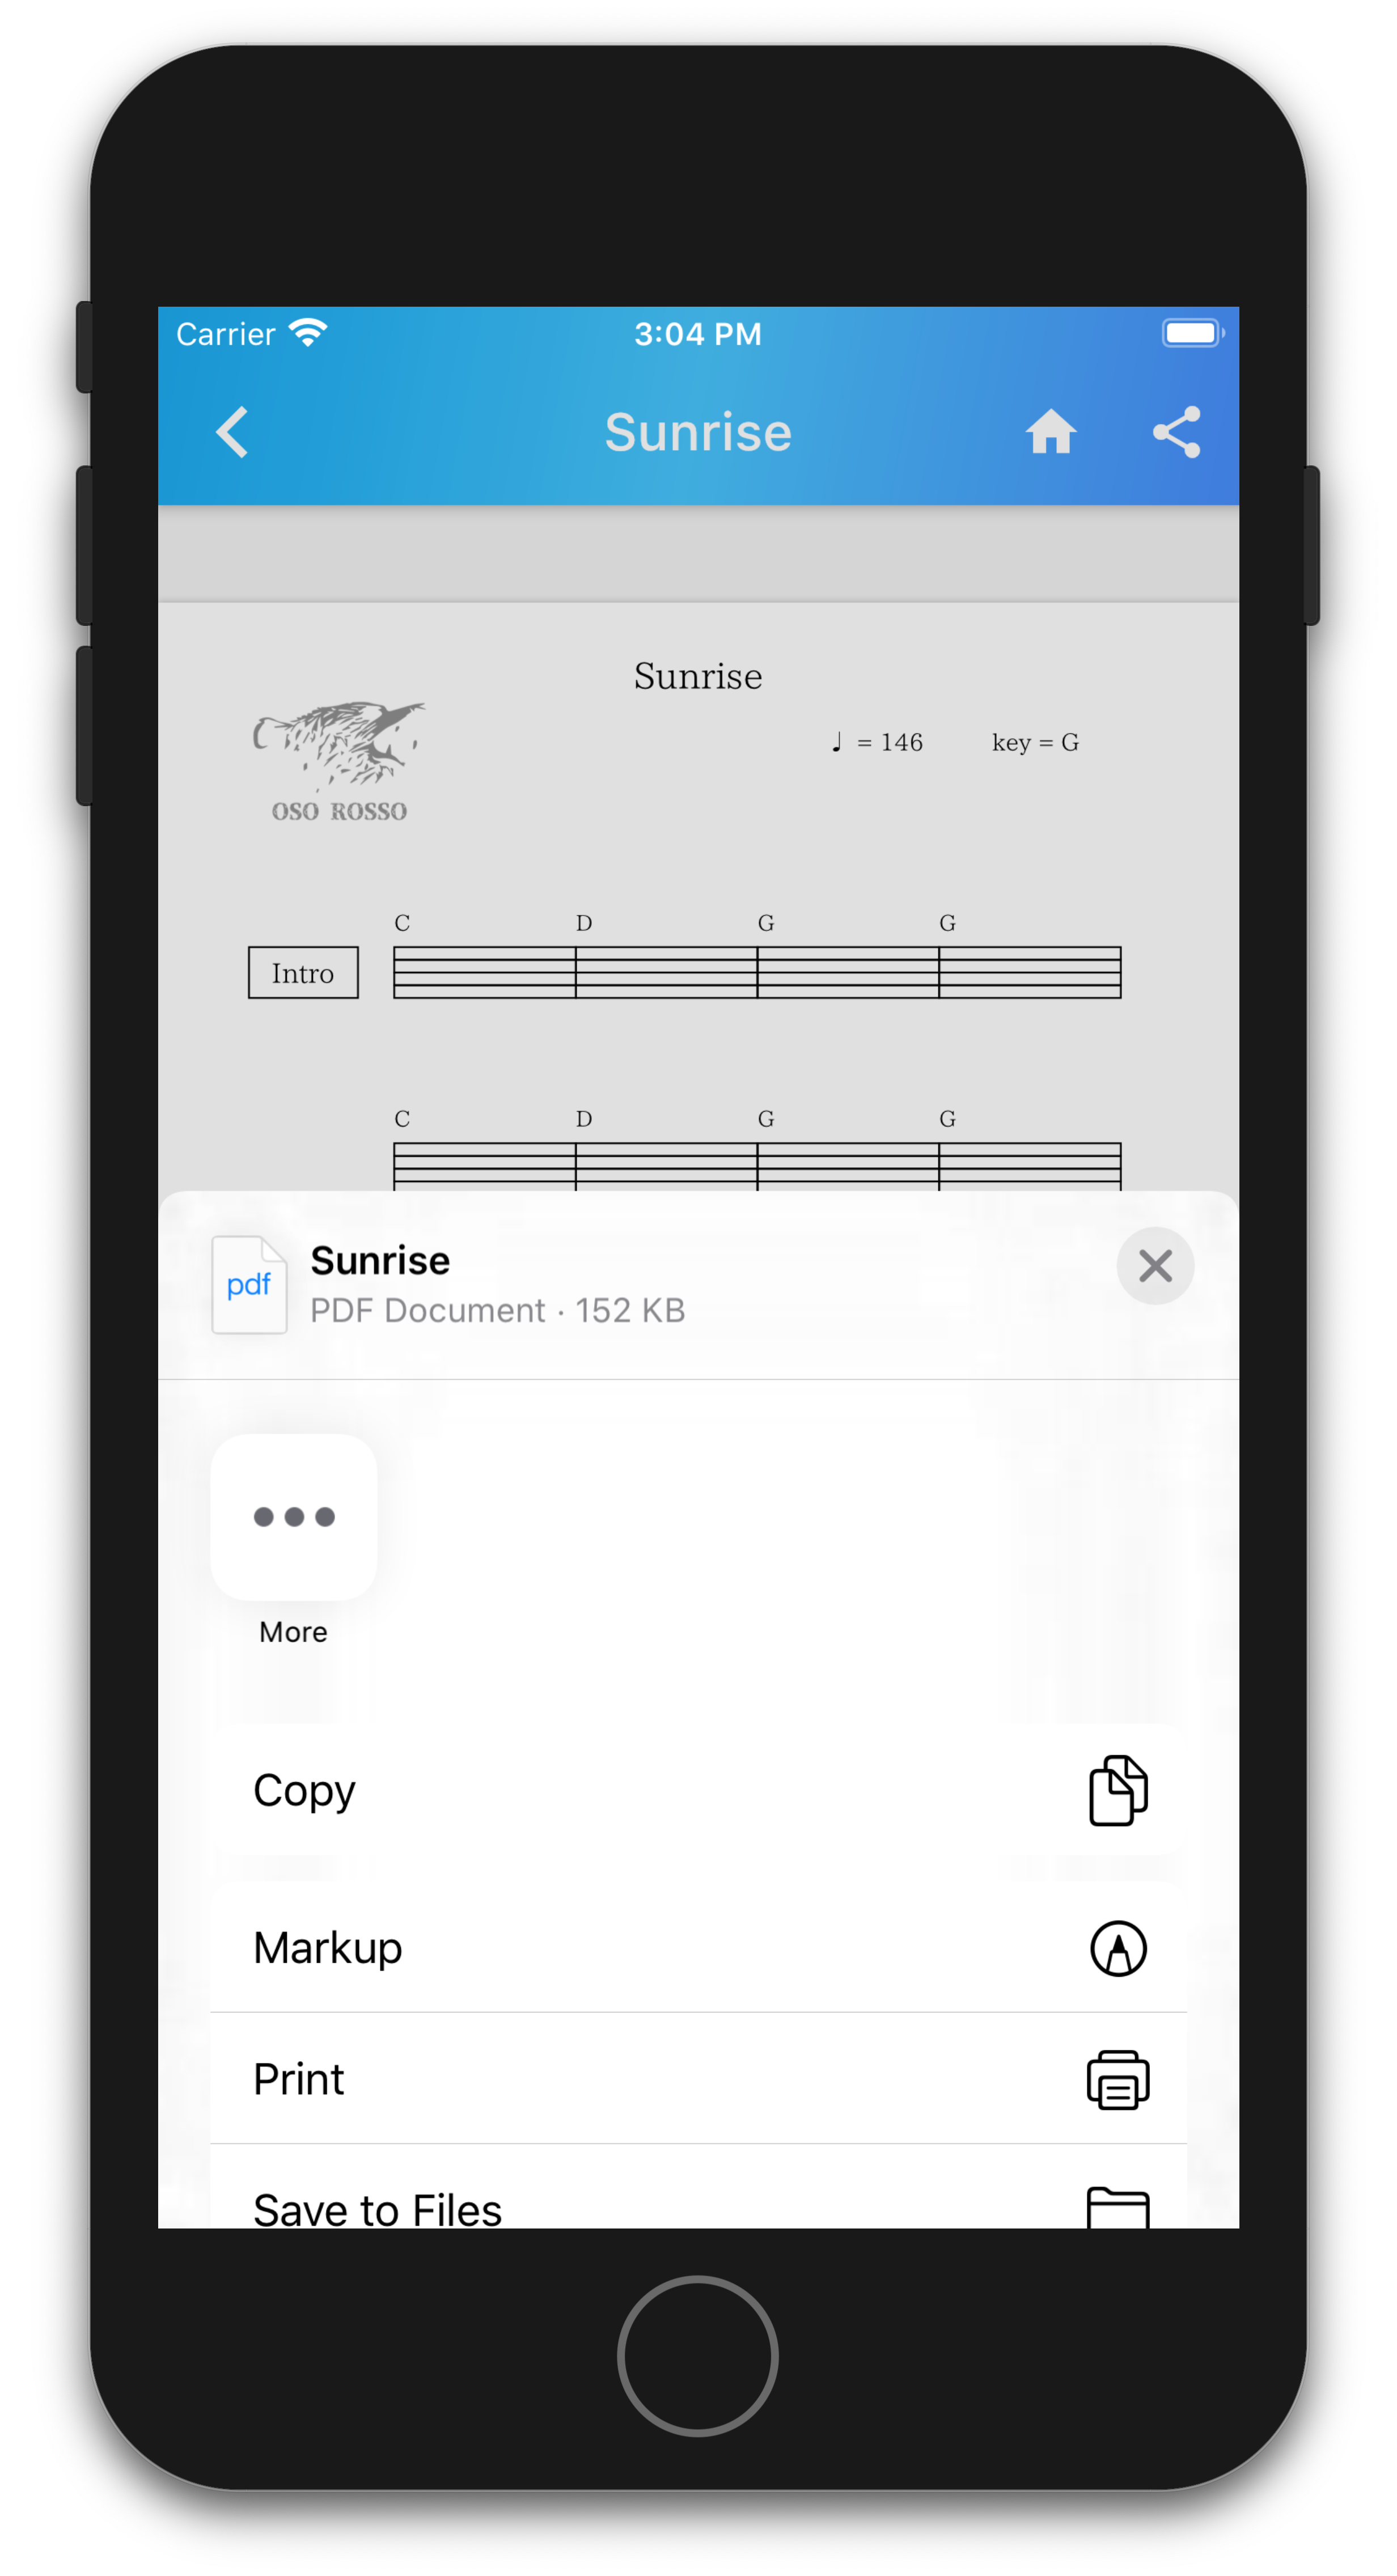 Carrier 3:04 PM
Sunrise
Sunrise
♩ = 146 key = G
OSO ROSSO
C D G G
Intro
C D G G
pdf
Sunrise
PDF Document · 152 KB
More
Copy
Markup
Print
Save to Files